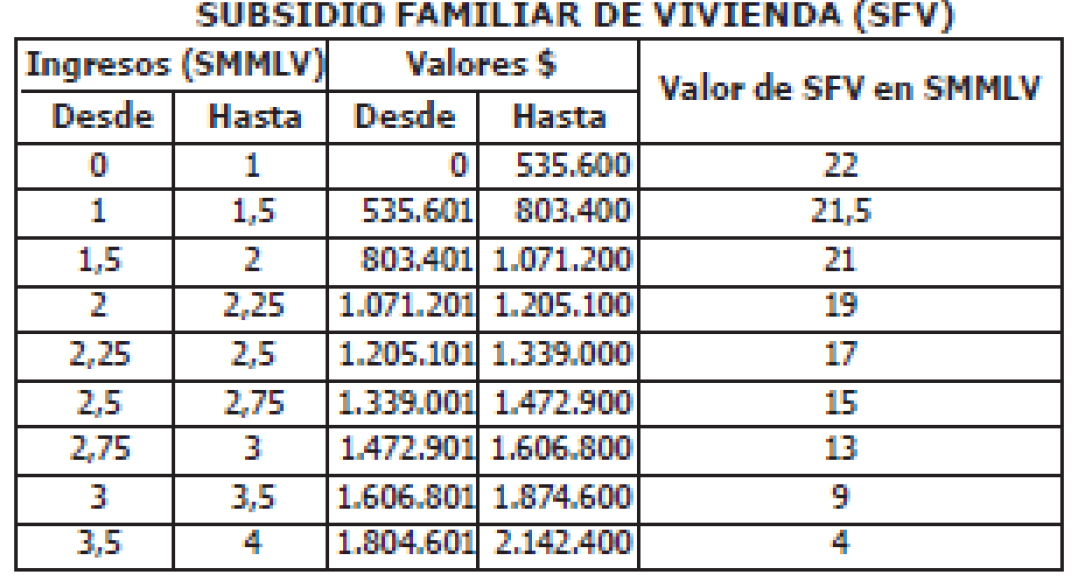 SUBSIDIO FAMILIAR DE VIVIENDA (SFV)
Ingresos (SMMLV) Valores $ Valor de SFV en SMMLV
Desde Hasta Desde Hasta
0 1 0 535.600 22
1 1,5 535.601 803.400 21,5
1,5 2 803.401 1.071.200 21
2 2,25 1.071.201 1.205.100 19
2,25 2,5 1.205.101 1.339.000 17
2,5 2,75 1.339.001 1.472.900 15
2,75 3 1.472.901 1.606.800 13
3 3,5 1.606.801 1.874.600 9
3,5 4 1.804.601 2.142.400 4